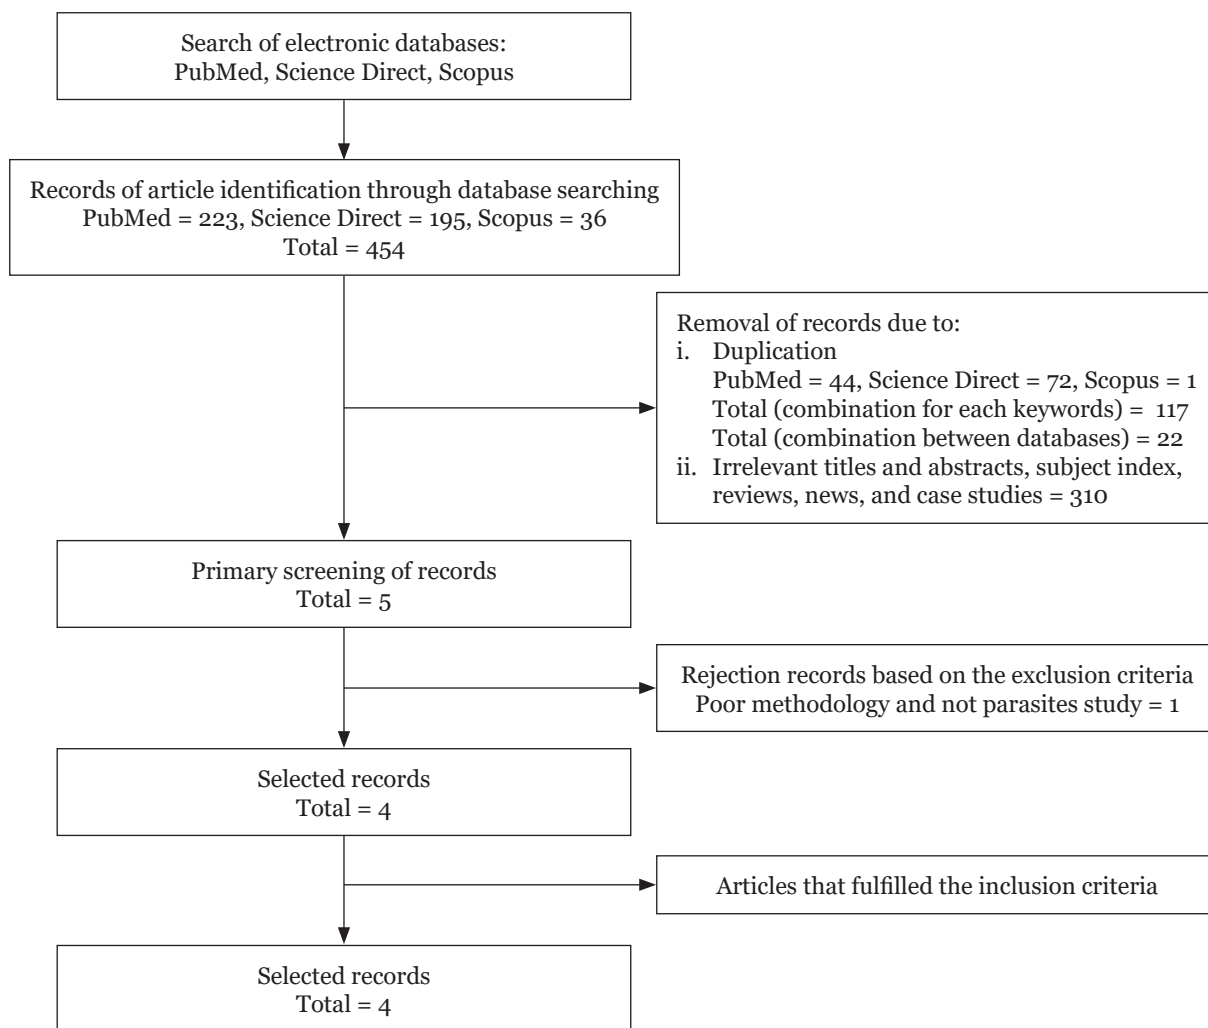 Search of electronic databases:
PubMed, Science Direct, Scopus
Records of article identification through database searching
PubMed = 223, Science Direct = 195, Scopus = 36
Total = 454
Removal of records due to:
i. Duplication
PubMed = 44, Science Direct = 72, Scopus = 1
Total (combination for each keywords) = 117
Total (combination between databases) = 22
ii. Irrelevant titles and abstracts, subject index,
reviews, news, and case studies = 310
Primary screening of records
Total = 5
Rejection records based on the exclusion criteria
Poor methodology and not parasites study = 1
Selected records
Total = 4
Articles that fulfilled the inclusion criteria
Selected records
Total = 4